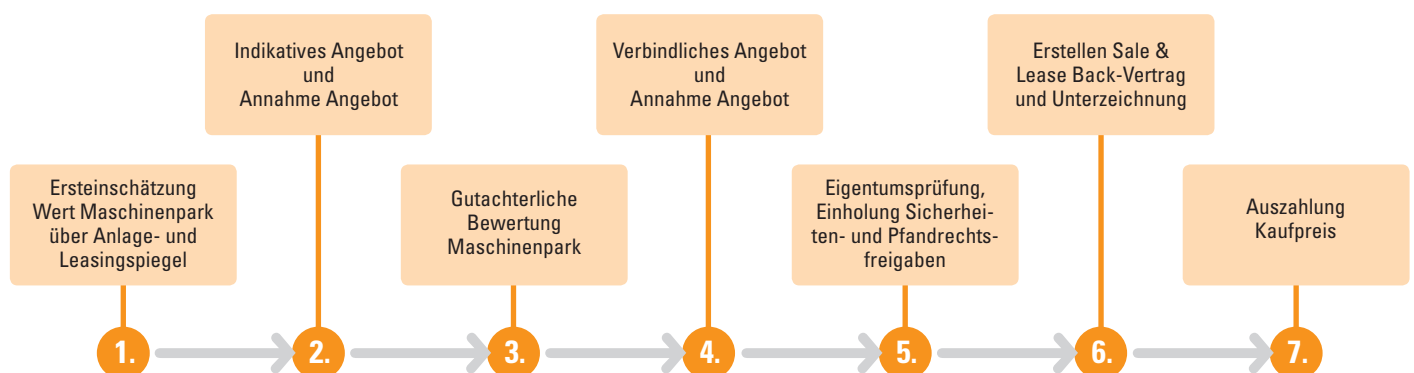 Ersteinschätzung
Wert Maschinenpark
über Anlage- und
Leasingspiegel
1.
Indikatives Angebot
und
Annahme Angebot
2.
Gutachterliche
Bewertung
Maschinenpark
3.
Verbindliches Angebot
und
Annahme Angebot
4.
Eigentumsprüfung,
Einholung Sicherhei-
ten- und Pfandrechts-
freigaben
5.
Erstellen Sale &
Lease Back-Vertrag
und Unterzeichnung
6.
Auszahlung
Kaufpreis
7.